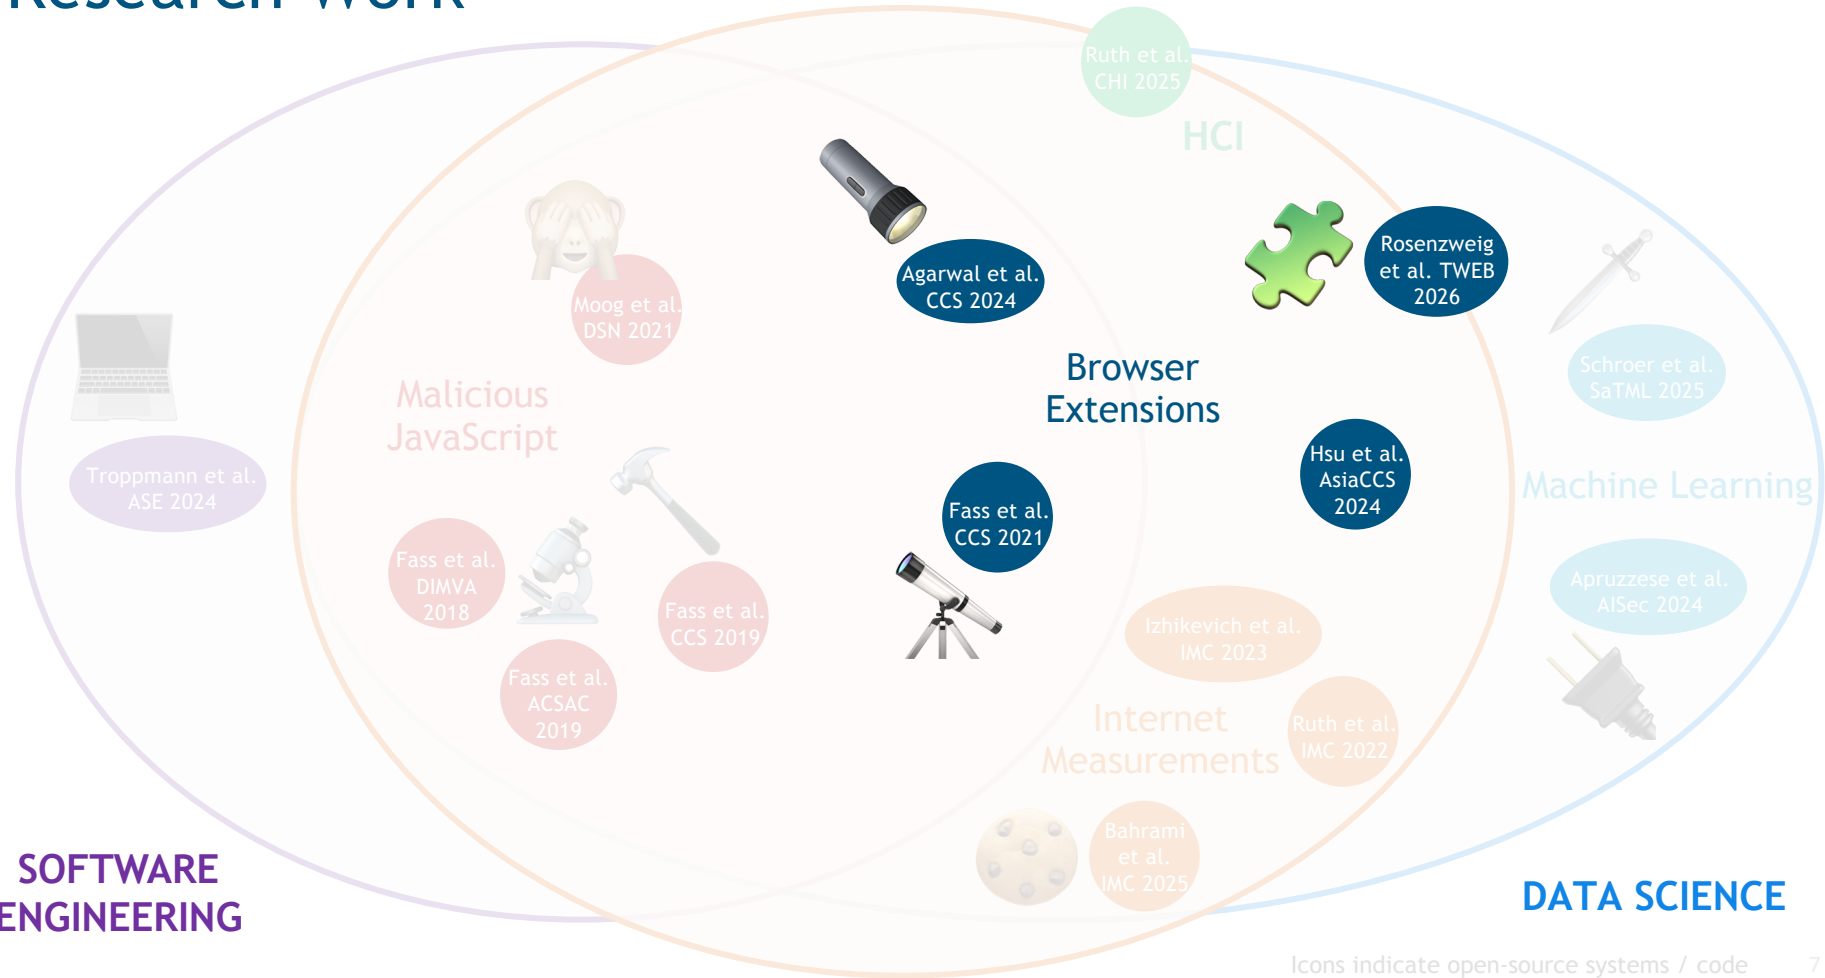 Research Work
Ruth et al.
CHI 2025
HCI
Agarwal et al.
CCS 2024
Rosenzweig
et al. TWEB
2026
Moog et al.
DSN 2021
Browser
Extensions
Schroer et al.
SaTML 2025
Malicious
JavaScript
Troppmann et al.
ASE 2024
Hsu et al.
AsiaCCS
2024
Machine Learning
Fass et al.
CCS 2021
Fass et al.
DIMVA
2018
Fass et al.
CCS 2019
Apruzzese et al.
AISec 2024
Izhikevich et al.
IMC 2023
Fass et al.
ACSAC
2019
Internet
Measurements
Ruth et al.
IMC 2022
Bahrami
et al.
IMC 2025
SOFTWARE
ENGINEERING
DATA SCIENCE
Icons indicate open-source systems / code
7